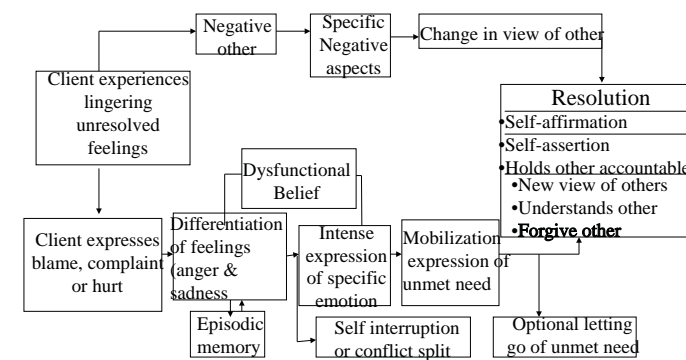 Negative
other
Specific
Negative
aspects
Change in view of other
Client experiences
lingering
unresolved
feelings
Resolution
•Self-affirmation
•Self-assertion
•Holds other accountable
•New view of others
•Understands other
•Forgive other
Dysfunctional
Belief
Client expresses
blame, complaint
or hurt
Differentiation
of feelings
(anger &
sadness
Intense
expression
of specific
emotion
Mobilization
expression of
unmet need
Episodic
memory
Self interruption
or conflict split
Optional letting
go of unmet need